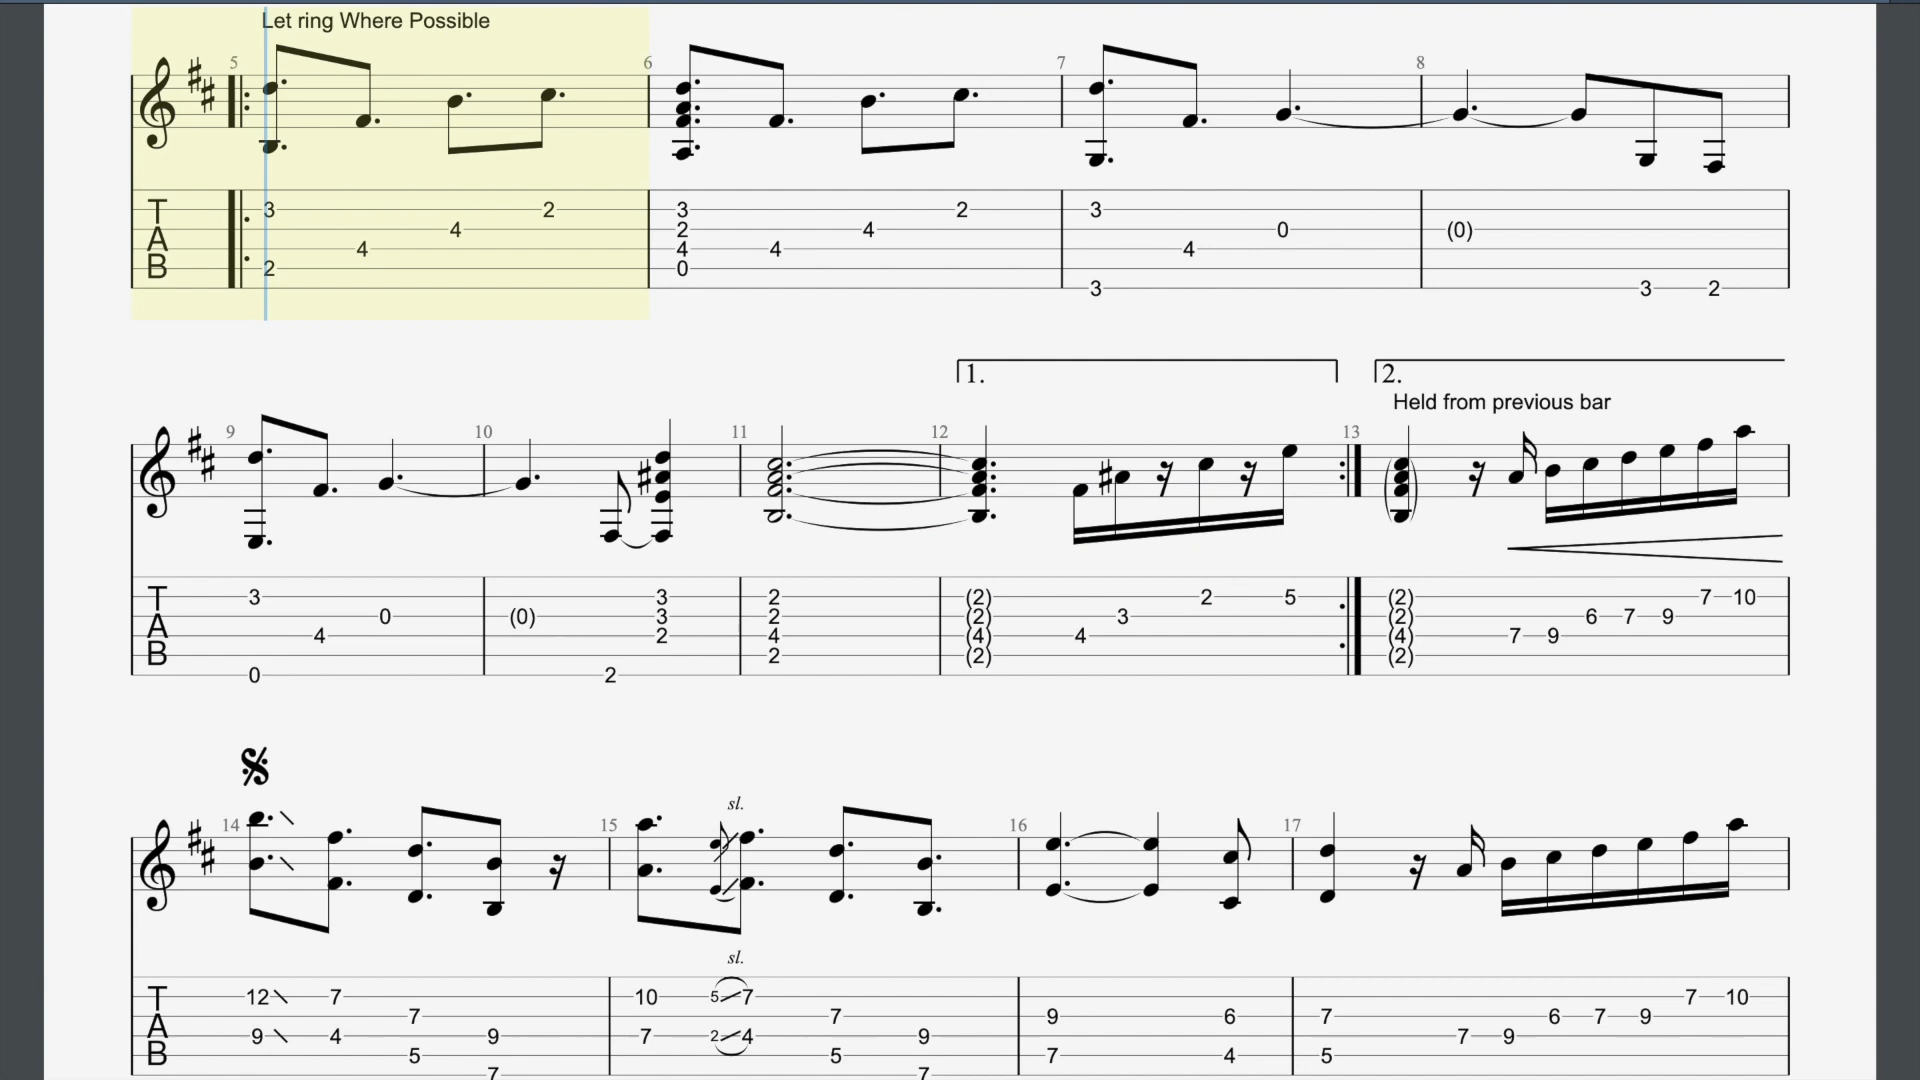 Let ring Where Possible
5 6 7 8
T A B
3 2 4 4 2
3 2 4 0 4 4 2
3 3 4 0
(0) 3 2
1. 2.
Held from previous bar
9 10 11 12 13
T A B
3 0 4 0
(0) 2 3 3 2
2 2 4 2
(2) (2) (4) (2) 4 3 2 5
(2) (2) (4) (2) 7 9 6 7 9 7 10
sl.
14 15 16 17
sl.
T A B
12 9 7 4 7 5 9 7
10 7 5 2 7 4 7 5 9 7
9 7 6 4
7 5 7 9 6 7 9 7 10